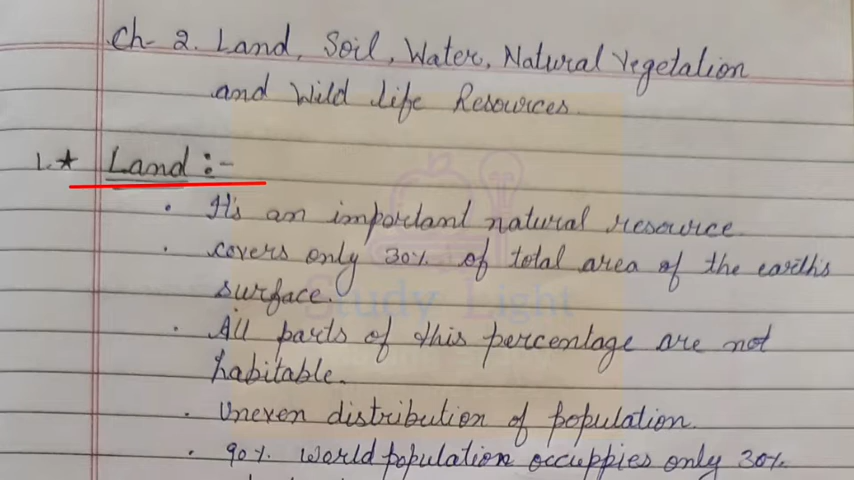 Ch- 2. Land, Soil, Water, Natural Vegetation
and Wild life Resources.
1.★ Land :-
• It's an important natural resource.
• covers only 30% of total area of the earth's
surface.
• All parts of this percentage are not
habitable.
• Uneven distribution of population.
• 90% world population occuppies only 30%
Study Light